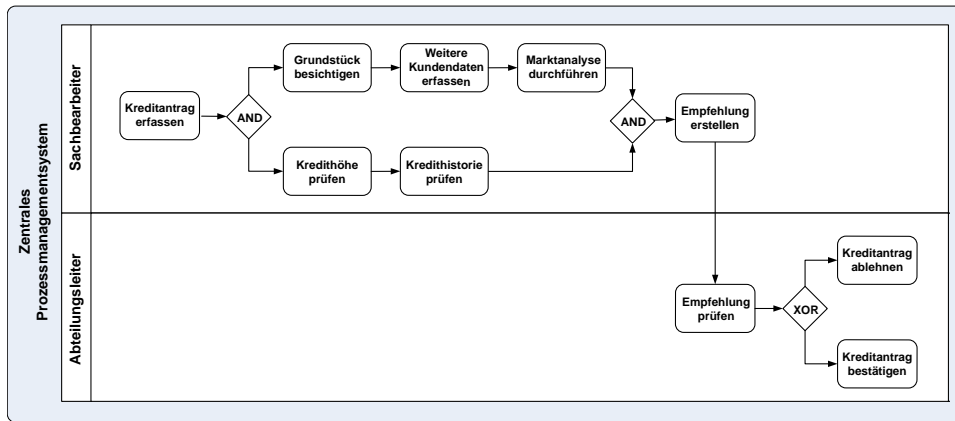 Zentrales
Prozessmanagementsystem
Sachbearbeiter
Kreditantrag
erfassen
AND
Grundstück
besichtigen
Weitere
Kundendaten
erfassen
Marktanalyse
durchführen
Kredithöhe
prüfen
Kredithistorie
prüfen
AND
Empfehlung
erstellen
Abteilungsleiter
Empfehlung
prüfen
XOR
Kreditantrag
ablehnen
Kreditantrag
bestätigen